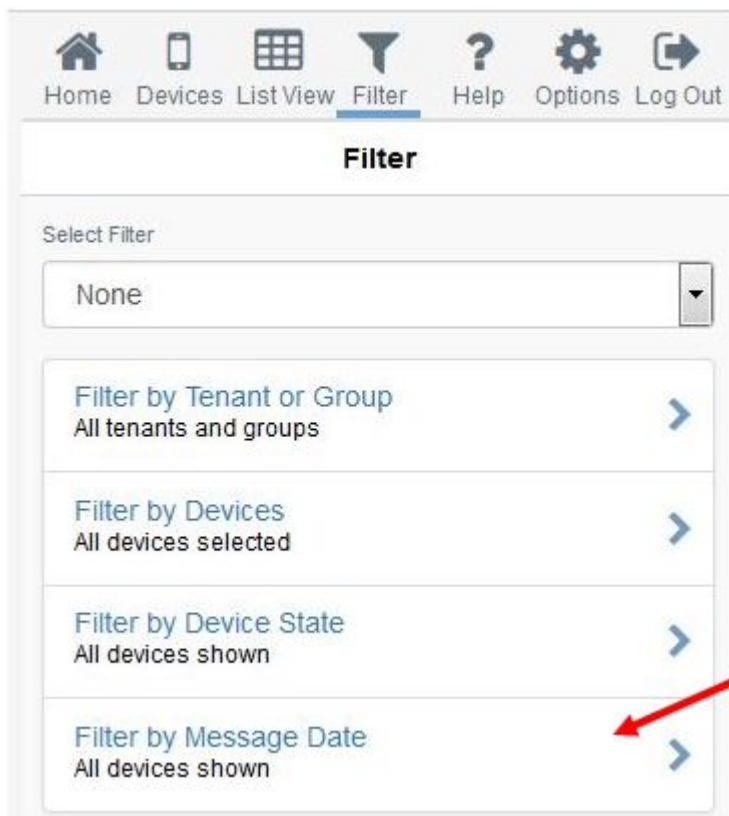 Home Devices List View Filter Help Options Log Out
Filter
Select Filter
None
Filter by Tenant or Group
All tenants and groups
Filter by Devices
All devices selected
Filter by Device State
All devices shown
Filter by Message Date
All devices shown